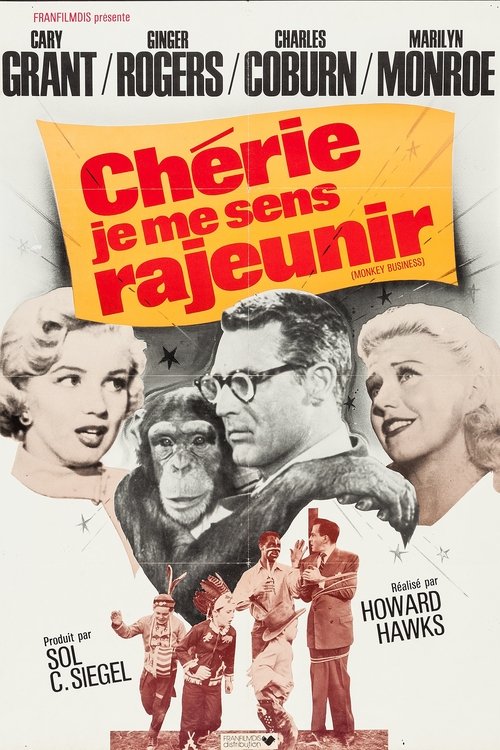 FRANFILMDIS présente
CARY GRANT / GINGER ROGERS / CHARLES COBURN / MARILYN MONROE
Chérie
je me sens
rajeunir
(MONKEY BUSINESS)
Réalisé par
HOWARD
HAWKS
Produit par
SOL
C. SIEGEL
FRANFILMDIS
distribution